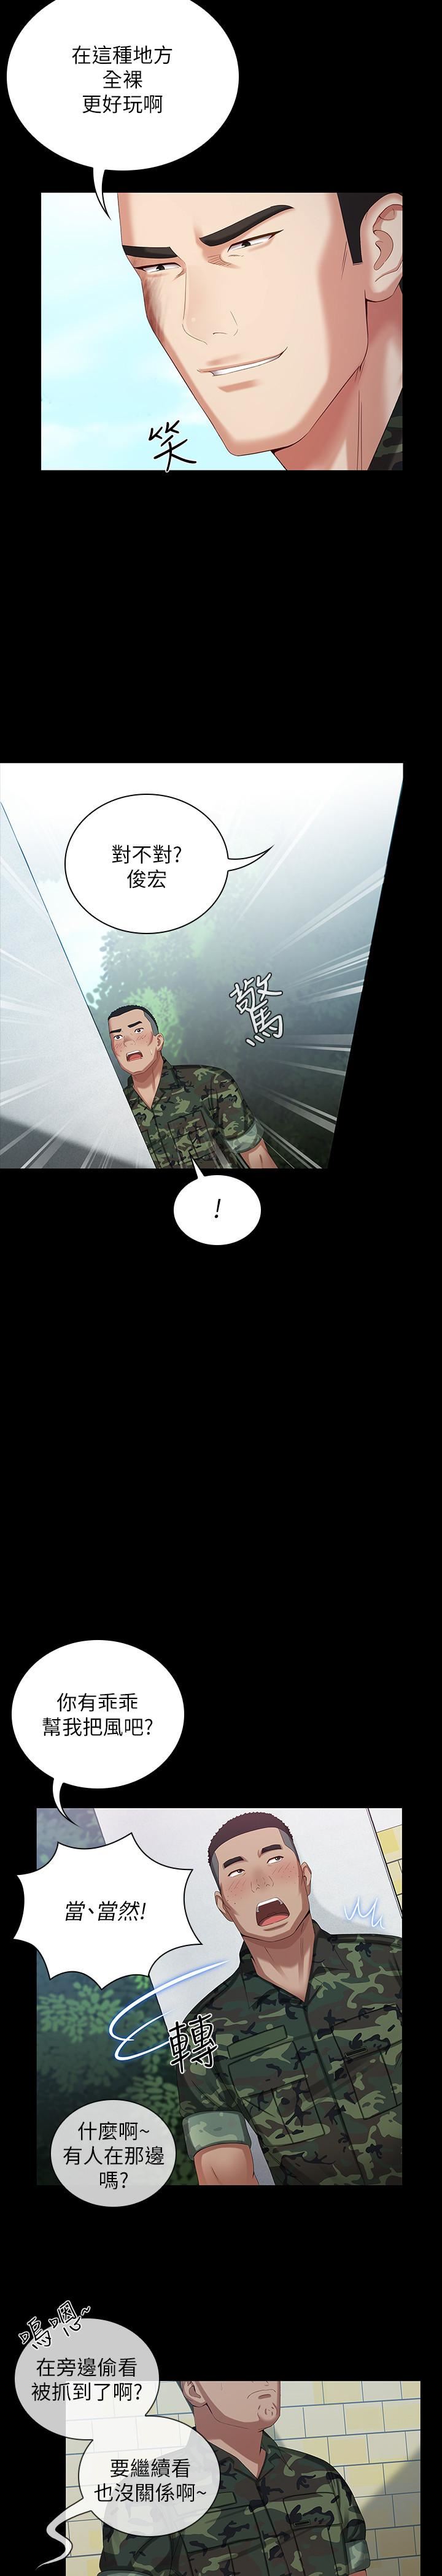 在這種地方
全裸
更好玩啊
笑
對不對?
俊宏
驚
!
你有乖乖
幫我把風吧?
當、當然!
轉
什麼啊~
有人在那邊
嗎?
嗚嗯~
在旁邊偷看
被抓到了啊?
要繼續看
也沒關係啊~